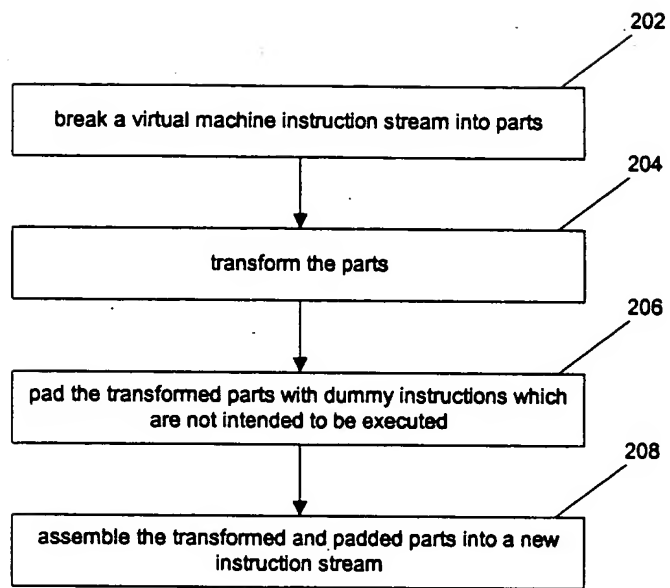 202
break a virtual machine instruction stream into parts
204
transform the parts
206
pad the transformed parts with dummy instructions which
are not intended to be executed
208
assemble the transformed and padded parts into a new
instruction stream